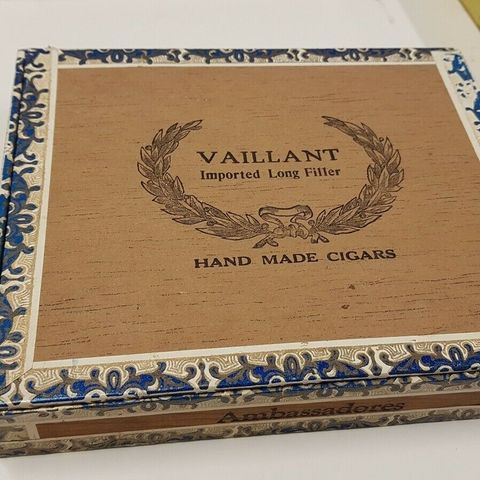 VAILLANT
Imported Long Filler
HAND MADE CIGARS
Ambassadores